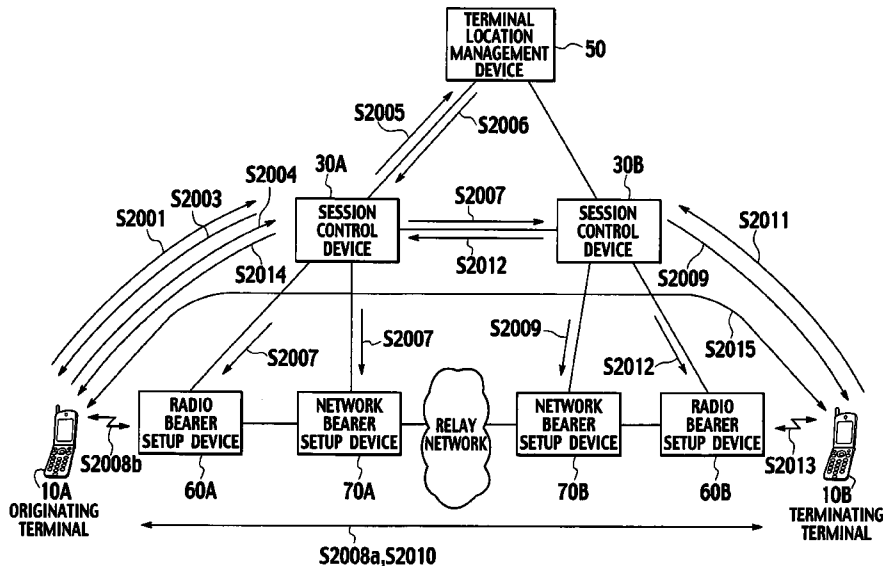 TERMINAL
LOCATION
MANAGEMENT
DEVICE
50
S2005
S2006
30A
30B
S2001
S2003
S2004
SESSION
CONTROL
DEVICE
S2007
S2012
SESSION
CONTROL
DEVICE
S2011
S2009
S2014
S2007
S2007
S2009
S2012
S2015
RADIO
BEARER
SETUP DEVICE
NETWORK
BEARER
SETUP DEVICE
RELAY
NETWORK
NETWORK
BEARER
SETUP DEVICE
RADIO
BEARER
SETUP DEVICE
S2008b
S2013
10A
ORIGINATING
TERMINAL
60A
70A
70B
60B
10B
TERMINATING
TERMINAL
S2008a,S2010